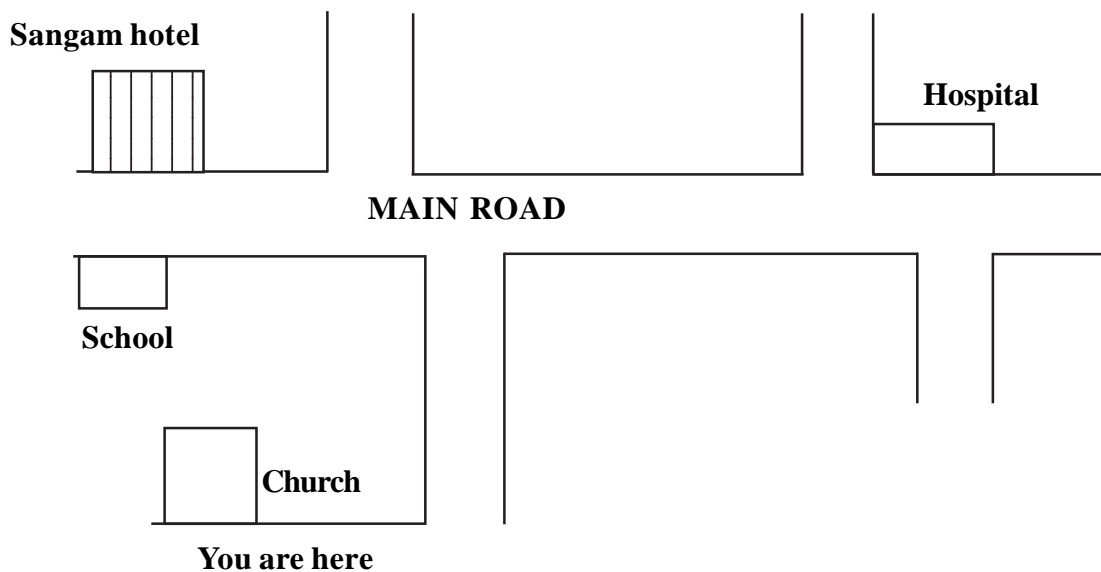 Sangam hotel
Hospital
MAIN ROAD
School
Church
You are here